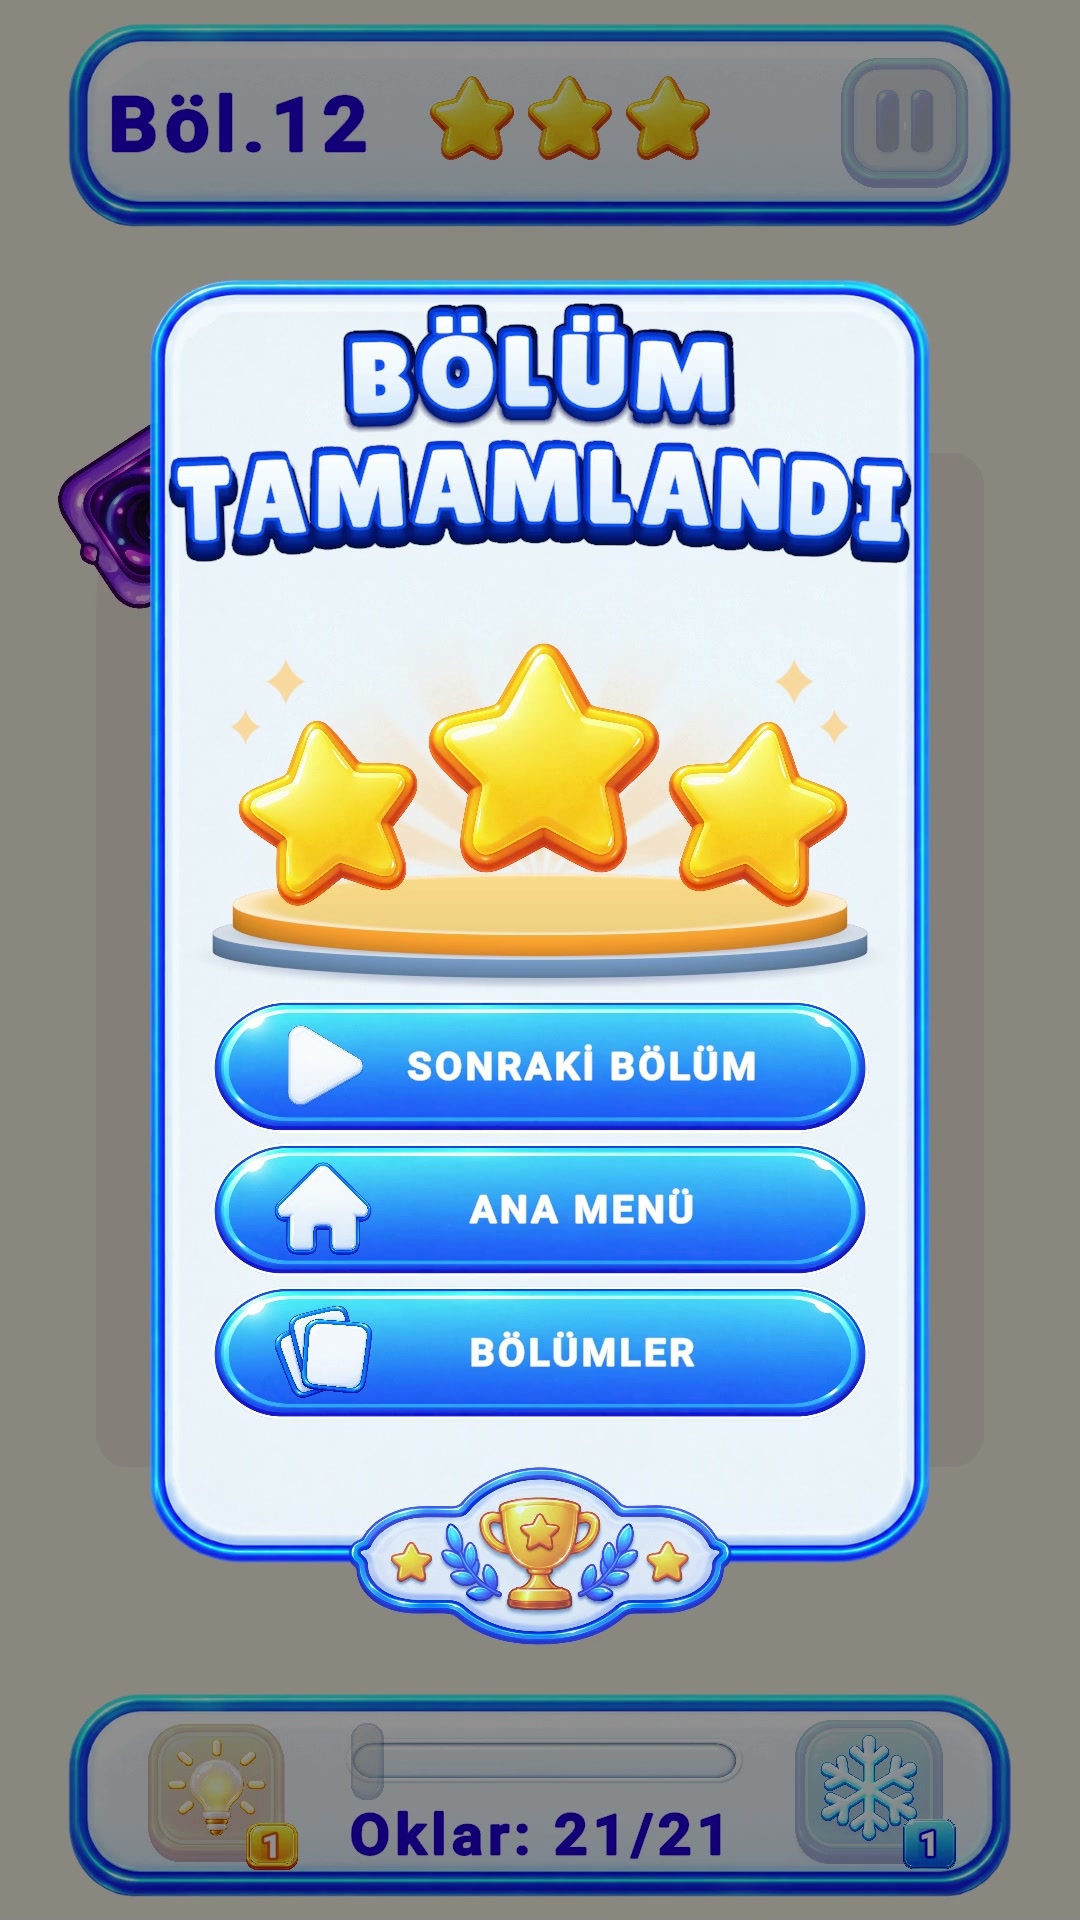 Böl.12
BÖLÜM
TAMAMLANDI
SONRAKİ BÖLÜM
ANA MENÜ
BÖLÜMLER
Oklar: 21/21
1
1